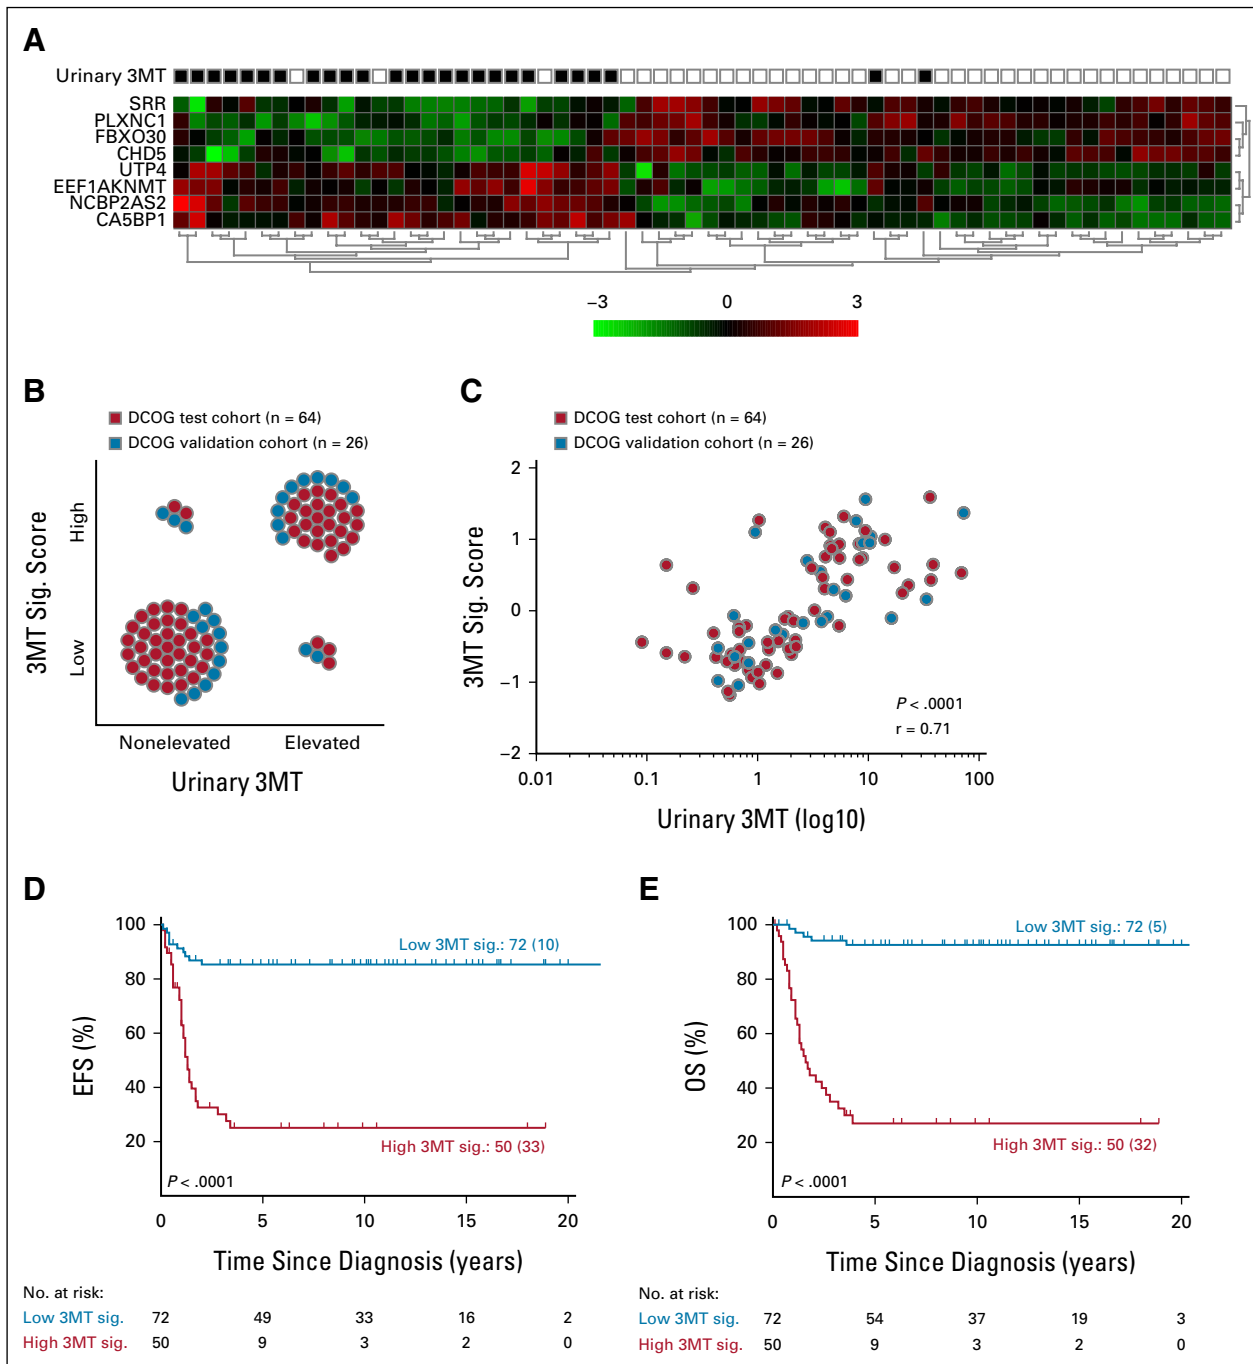 A
Urinary 3MT
SRR
PLXNC1
FBXO30
CHD5
UTP4
EEF1AKNMT
NCBP2AS2
CA5BP1
−3 0 3
B
DCOG test cohort (n = 64)
DCOG validation cohort (n = 26)
3MT Sig. Score
High
Low
Nonelevated Elevated
Urinary 3MT
C
DCOG test cohort (n = 64)
DCOG validation cohort (n = 26)
3MT Sig. Score
2
1
0
−1
−2
P < .0001
r = 0.71
0.01 0.1 1 10 100
Urinary 3MT (log10)
D
EFS (%)
100
80
60
40
20
Low 3MT sig.: 72 (10)
High 3MT sig.: 50 (33)
P < .0001
0 5 10 15 20
Time Since Diagnosis (years)
No. at risk:
Low 3MT sig. 72 49 33 16 2
High 3MT sig. 50 9 3 2 0
E
OS (%)
100
80
60
40
20
Low 3MT sig.: 72 (5)
High 3MT sig.: 50 (32)
P < .0001
0 5 10 15 20
Time Since Diagnosis (years)
No. at risk:
Low 3MT sig. 72 54 37 19 3
High 3MT sig. 50 9 3 2 0